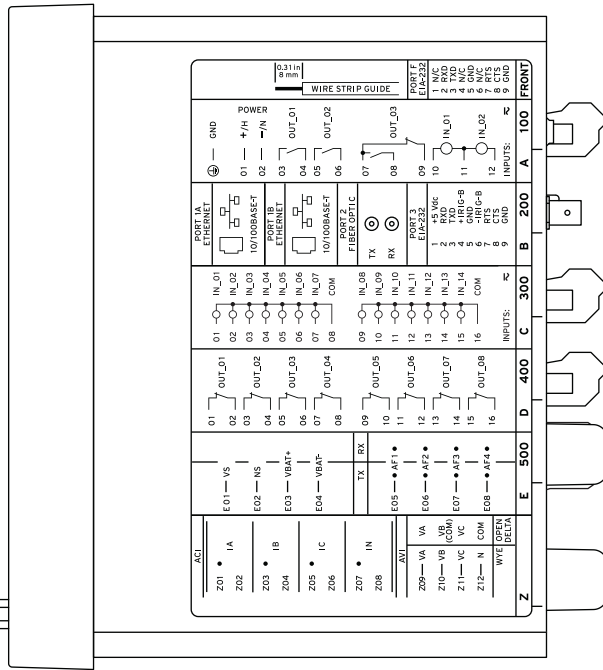 ACI
Z01
IA
Z02
Z03
IB
Z04
Z05
IC
Z06
Z07
IN
Z08
AVI
Z09 VA VA
Z10 VB VB (COM)
Z11 VC VC
Z12 N COM
WYE OPEN DELTA
Z
E01 VS
E02 NS
E03 VBAT+
E04 VBAT-
TX RX
E05 AF1
E06 AF2
E07 AF3
E08 AF4
E 500
01
OUT_01
02
03
OUT_02
04
05
OUT_03
06
07
OUT_04
08
09
OUT_05
10
11
OUT_06
12
13
OUT_07
14
15
OUT_08
16
D 400
01 IN_01
02 IN_02
03 IN_03
04 IN_04
05 IN_05
06 IN_06
07 IN_07
08 COM
09 IN_08
10 IN_09
11 IN_10
12 IN_11
13 IN_12
14 IN_13
15 IN_14
16 COM
INPUTS:
C 300
PORT 1A
ETHERNET
10/100BASE-T
PORT 1B
ETHERNET
10/100BASE-T
PORT 2
FIBER OPTIC
TX
RX
PORT 3
EIA-232
1 +5 Vdc
2 RXD
3 TXD
4 +IRIG-B
5 GND
6 -IRIG-B
7 RTS
8 CTS
9 GND
B 200
GND
POWER
01 +/H
02 -/N
03
OUT_01
04
05
OUT_02
06
07
OUT_03
08
09
10
IN_01
11
IN_02
12
INPUTS:
A 100
0.31 in
8 mm
WIRE STRIP GUIDE
PORT F
EIA-232
1 N/C
2 RXD
3 TXD
4 N/C
5 GND
6 N/C
7 RTS
8 CTS
9 GND
FRONT